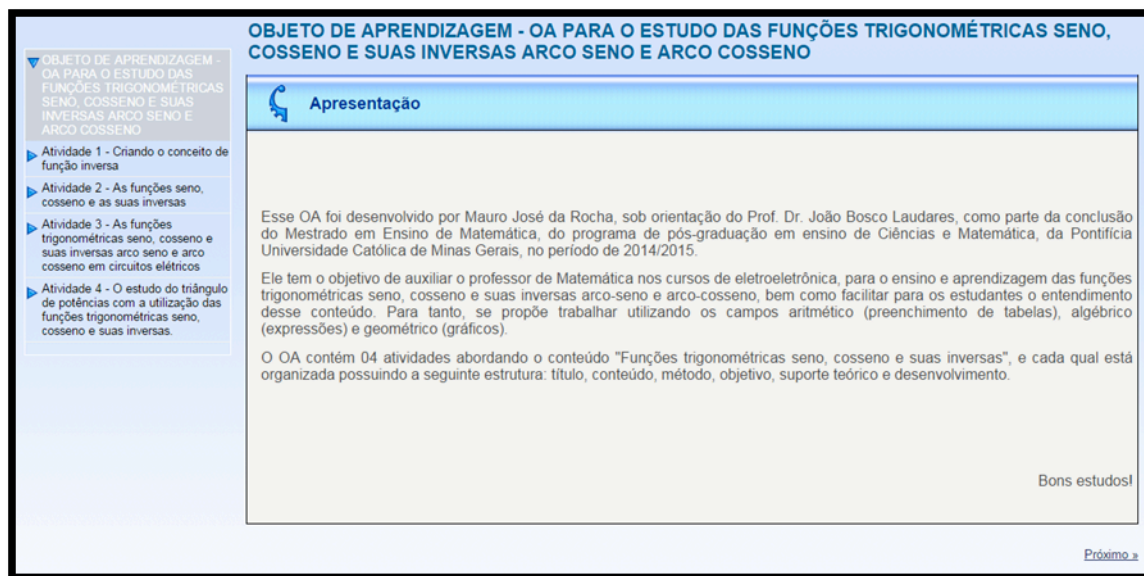 OBJETO DE APRENDIZAGEM - OA PARA O ESTUDO DAS FUNÇÕES TRIGONOMÉTRICAS SENO,
COSSENO E SUAS INVERSAS ARCO SENO E ARCO COSSENO
OBJETO DE APRENDIZAGEM -
OA PARA O ESTUDO DAS
FUNÇÕES TRIGONOMÉTRICAS
SENO, COSSENO E SUAS
INVERSAS ARCO SENO E
ARCO COSSENO
Atividade 1 - Criando o conceito de
função inversa
Atividade 2 - As funções seno,
cosseno e as suas inversas
Atividade 3 - As funções
trigonométricas seno, cosseno e
suas inversas arco seno e arco
cosseno em circuitos elétricos
Atividade 4 - O estudo do triângulo
de potências com a utilização das
funções trigonométricas seno,
cosseno e suas inversas.
Apresentação
Esse OA foi desenvolvido por Mauro José da Rocha, sob orientação do Prof. Dr. João Bosco Laudares, como parte da conclusão
do Mestrado em Ensino de Matemática, do programa de pós-graduação em ensino de Ciências e Matemática, da Pontifícia
Universidade Católica de Minas Gerais, no período de 2014/2015.
Ele tem o objetivo de auxiliar o professor de Matemática nos cursos de eletroeletrônica, para o ensino e aprendizagem das funções
trigonométricas seno, cosseno e suas inversas arco-seno e arco-cosseno, bem como facilitar para os estudantes o entendimento
desse conteúdo. Para tanto, se propõe trabalhar utilizando os campos aritmético (preenchimento de tabelas), algébrico
(expressões) e geométrico (gráficos).
O OA contém 04 atividades abordando o conteúdo "Funções trigonométricas seno, cosseno e suas inversas", e cada qual está
organizada possuindo a seguinte estrutura: título, conteúdo, método, objetivo, suporte teórico e desenvolvimento.
Bons estudos!
Próximo »